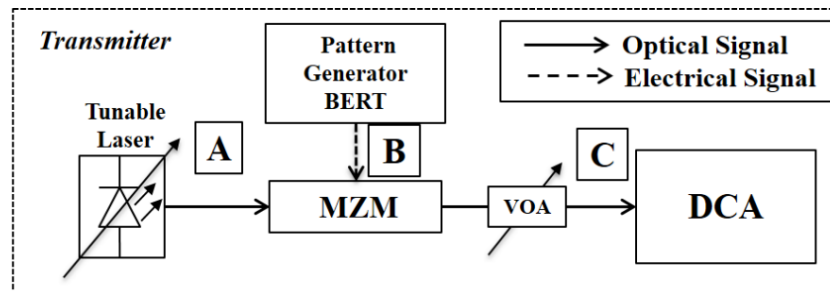 Transmitter
Pattern
Generator
BERT
Optical Signal
Electrical Signal
Tunable
Laser
A
B
C
MZM
VOA
DCA